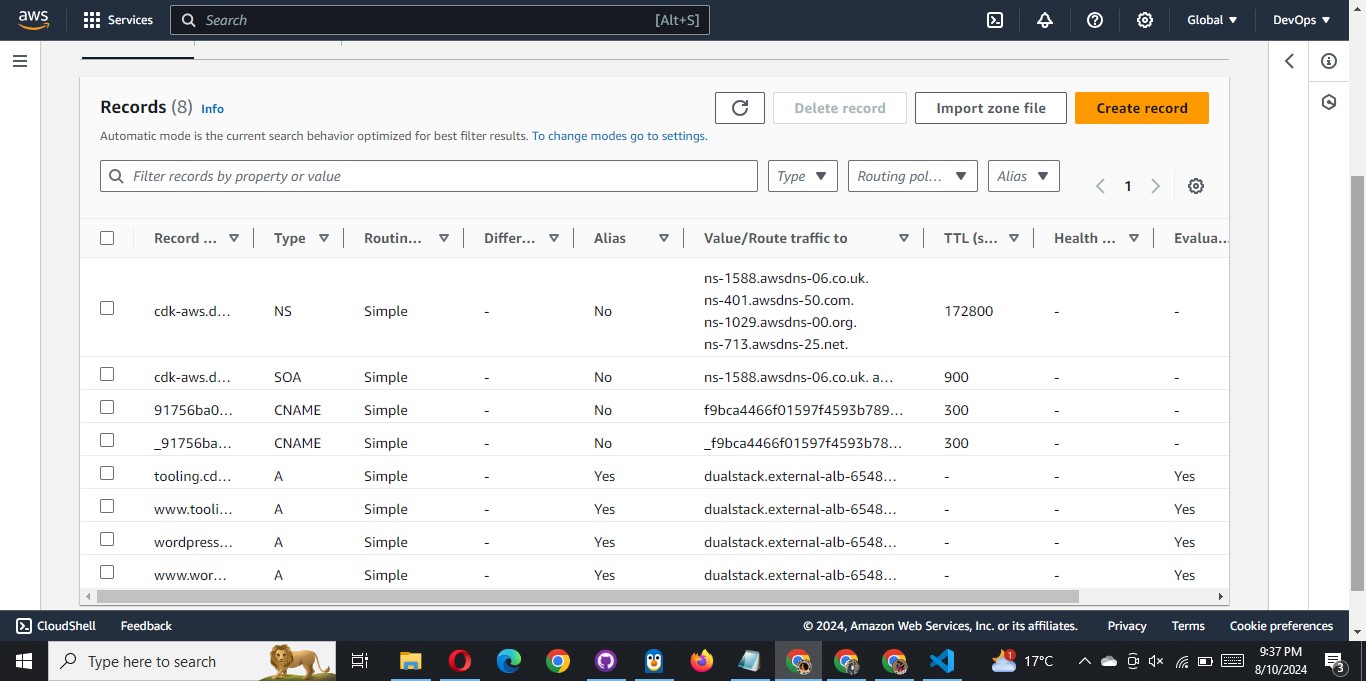 aws Services Search [Alt+S] Global DevOps
Records (8) Info
Delete record Import zone file Create record
Automatic mode is the current search behavior optimized for best filter results. To change modes go to settings.
Filter records by property or value Type Routing pol... Alias 1
Record ... Type Routin... Differ... Alias Value/Route traffic to TTL (s... Health ... Evalua...
ns-1588.awsdns-06.co.uk.
ns-401.awsdns-50.com.
cdk-aws.d... NS Simple - No 172800 - -
ns-1029.awsdns-00.org.
ns-713.awsdns-25.net.
cdk-aws.d... SOA Simple - No ns-1588.awsdns-06.co.uk. a... 900 - -
91756ba0... CNAME Simple - No f9bca4466f01597f4593b789... 300 - -
_91756ba... CNAME Simple - No _f9bca4466f01597f4593b78... 300 - -
tooling.cd... A Simple - Yes dualstack.external-alb-6548... - - Yes
www.tooli... A Simple - Yes dualstack.external-alb-6548... - - Yes
wordpress... A Simple - Yes dualstack.external-alb-6548... - - Yes
www.wor... A Simple - Yes dualstack.external-alb-6548... - - Yes
CloudShell Feedback © 2024, Amazon Web Services, Inc. or its affiliates. Privacy Terms Cookie preferences
Type here to search 1 17°C 9:37 PM 3
8/10/2024